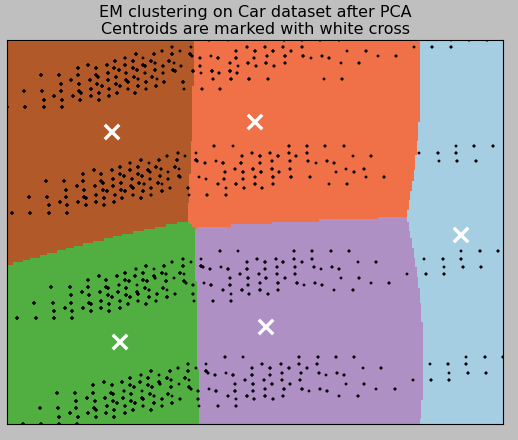 EM clustering on Car dataset after PCA
Centroids are marked with white cross